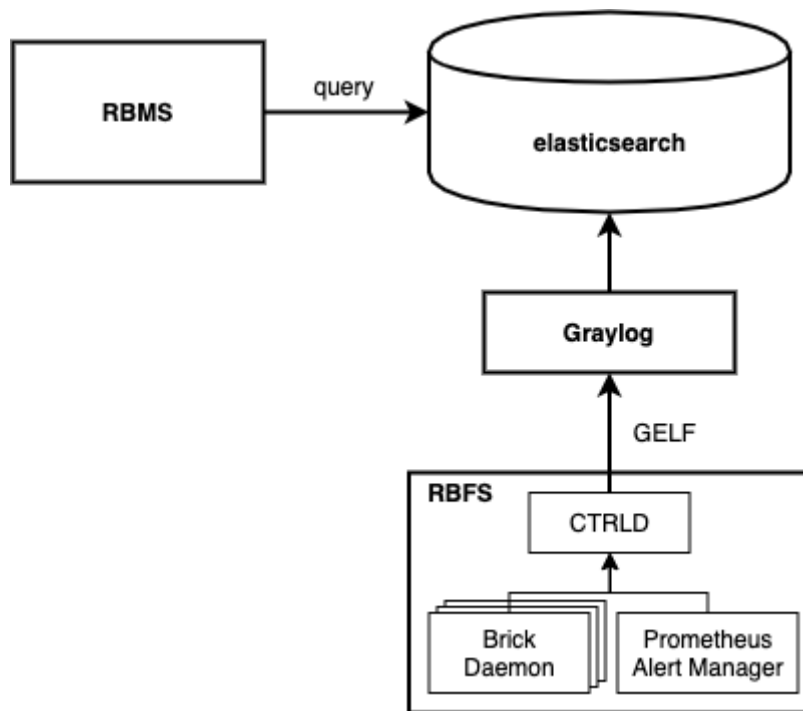 RBMS
query
elasticsearch
Graylog
GELF
RBFS
CTRLD
Brick
Daemon
Prometheus
Alert Manager